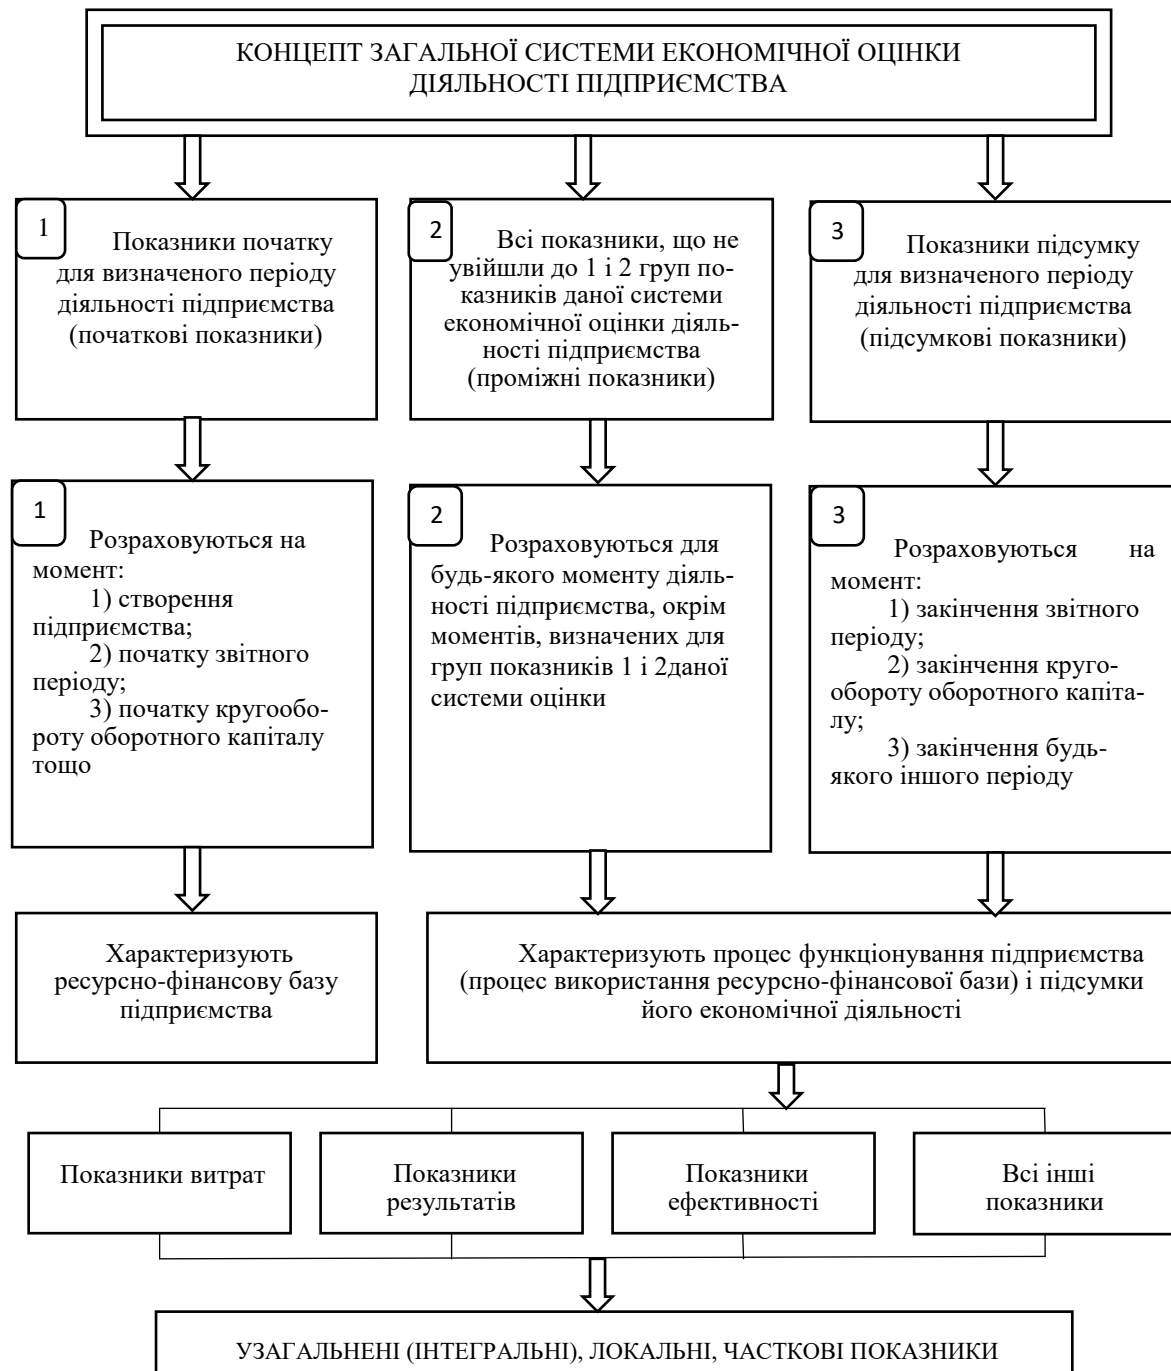 КОНЦЕПТ ЗАГАЛЬНОЇ СИСТЕМИ ЕКОНОМІЧНОЇ ОЦІНКИ
ДІЯЛЬНОСТІ ПІДПРИЄМСТВА
1
Показники початку
для визначеного періоду
діяльності підприємства
(початкові показники)
2
Всі показники, що не
увійшли до 1 і 2 груп по-
казників даної системи
економічної оцінки діяль-
ності підприємства
(проміжні показники)
3
Показники підсумку
для визначеного періоду
діяльності підприємства
(підсумкові показники)
1
Розраховуються на
момент:
1) створення
підприємства;
2) початку звітного
періоду;
3) початку кругообо-
роту оборотного капіталу
тощо
2
Розраховуються для
будь-якого моменту діяль-
ності підприємства, окрім
моментів, визначених для
груп показників 1 і 2даної
системи оцінки
3
Розраховуються на
момент:
1) закінчення звітного
періоду;
2) закінчення круго-
обороту оборотного капіта-
лу;
3) закінчення будь-
якого іншого періоду
Характеризують
ресурсно-фінансову базу
підприємства
Характеризують процес функціонування підприємства
(процес використання ресурсно-фінансової бази) і підсумки
його економічної діяльності
Показники витрат
Показники
результатів
Показники
ефективності
Всі інші
показники
УЗАГАЛЬНЕНІ (ІНТЕГРАЛЬНІ), ЛОКАЛЬНІ, ЧАСТКОВІ ПОКАЗНИКИ